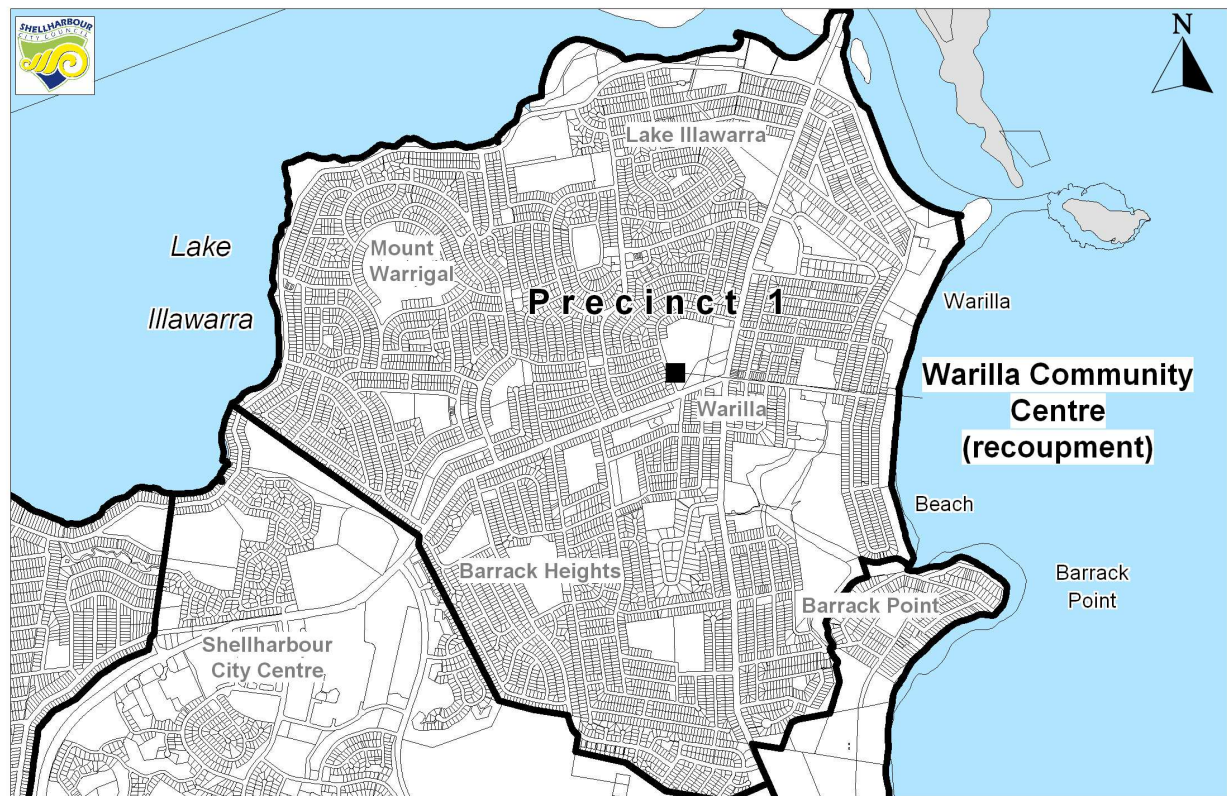 SHELLHARBOUR
CITY COUNCIL
N
Lake Illawarra
Mount
Warrigal
Lake
Illawarra
Precinct 1
Warilla
Warilla Community
Centre
(recoupment)
Warilla
Beach
Barrack Heights
Barrack
Point
Barrack Point
Shellharbour
City Centre